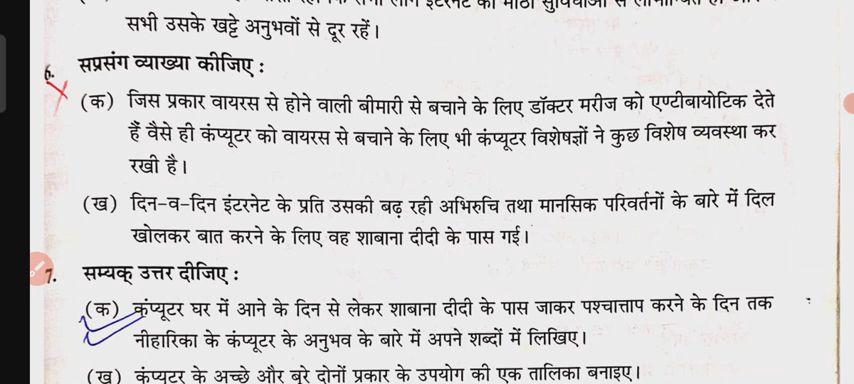 सभी उसके खट्टे अनुभवों से दूर रहें।
6. सप्रसंग व्याख्या कीजिए :
(क) जिस प्रकार वायरस से होने वाली बीमारी से बचाने के लिए डॉक्टर मरीज को एण्टीबायोटिक देते
हैं वैसे ही कंप्यूटर को वायरस से बचाने के लिए भी कंप्यूटर विशेषज्ञों ने कुछ विशेष व्यवस्था कर
रखी है।
(ख) दिन-व-दिन इंटरनेट के प्रति उसकी बढ़ रही अभिरुचि तथा मानसिक परिवर्तनों के बारे में दिल
खोलकर बात करने के लिए वह शाबाना दीदी के पास गई।
7. सम्यक् उत्तर दीजिए :
(क) कंप्यूटर घर में आने के दिन से लेकर शाबाना दीदी के पास जाकर पश्चात्ताप करने के दिन तक
नीहारिका के कंप्यूटर के अनुभव के बारे में अपने शब्दों में लिखिए।
(ख) कंप्यूटर के अच्छे और बुरे दोनों प्रकार के उपयोग की एक तालिका बनाइए।